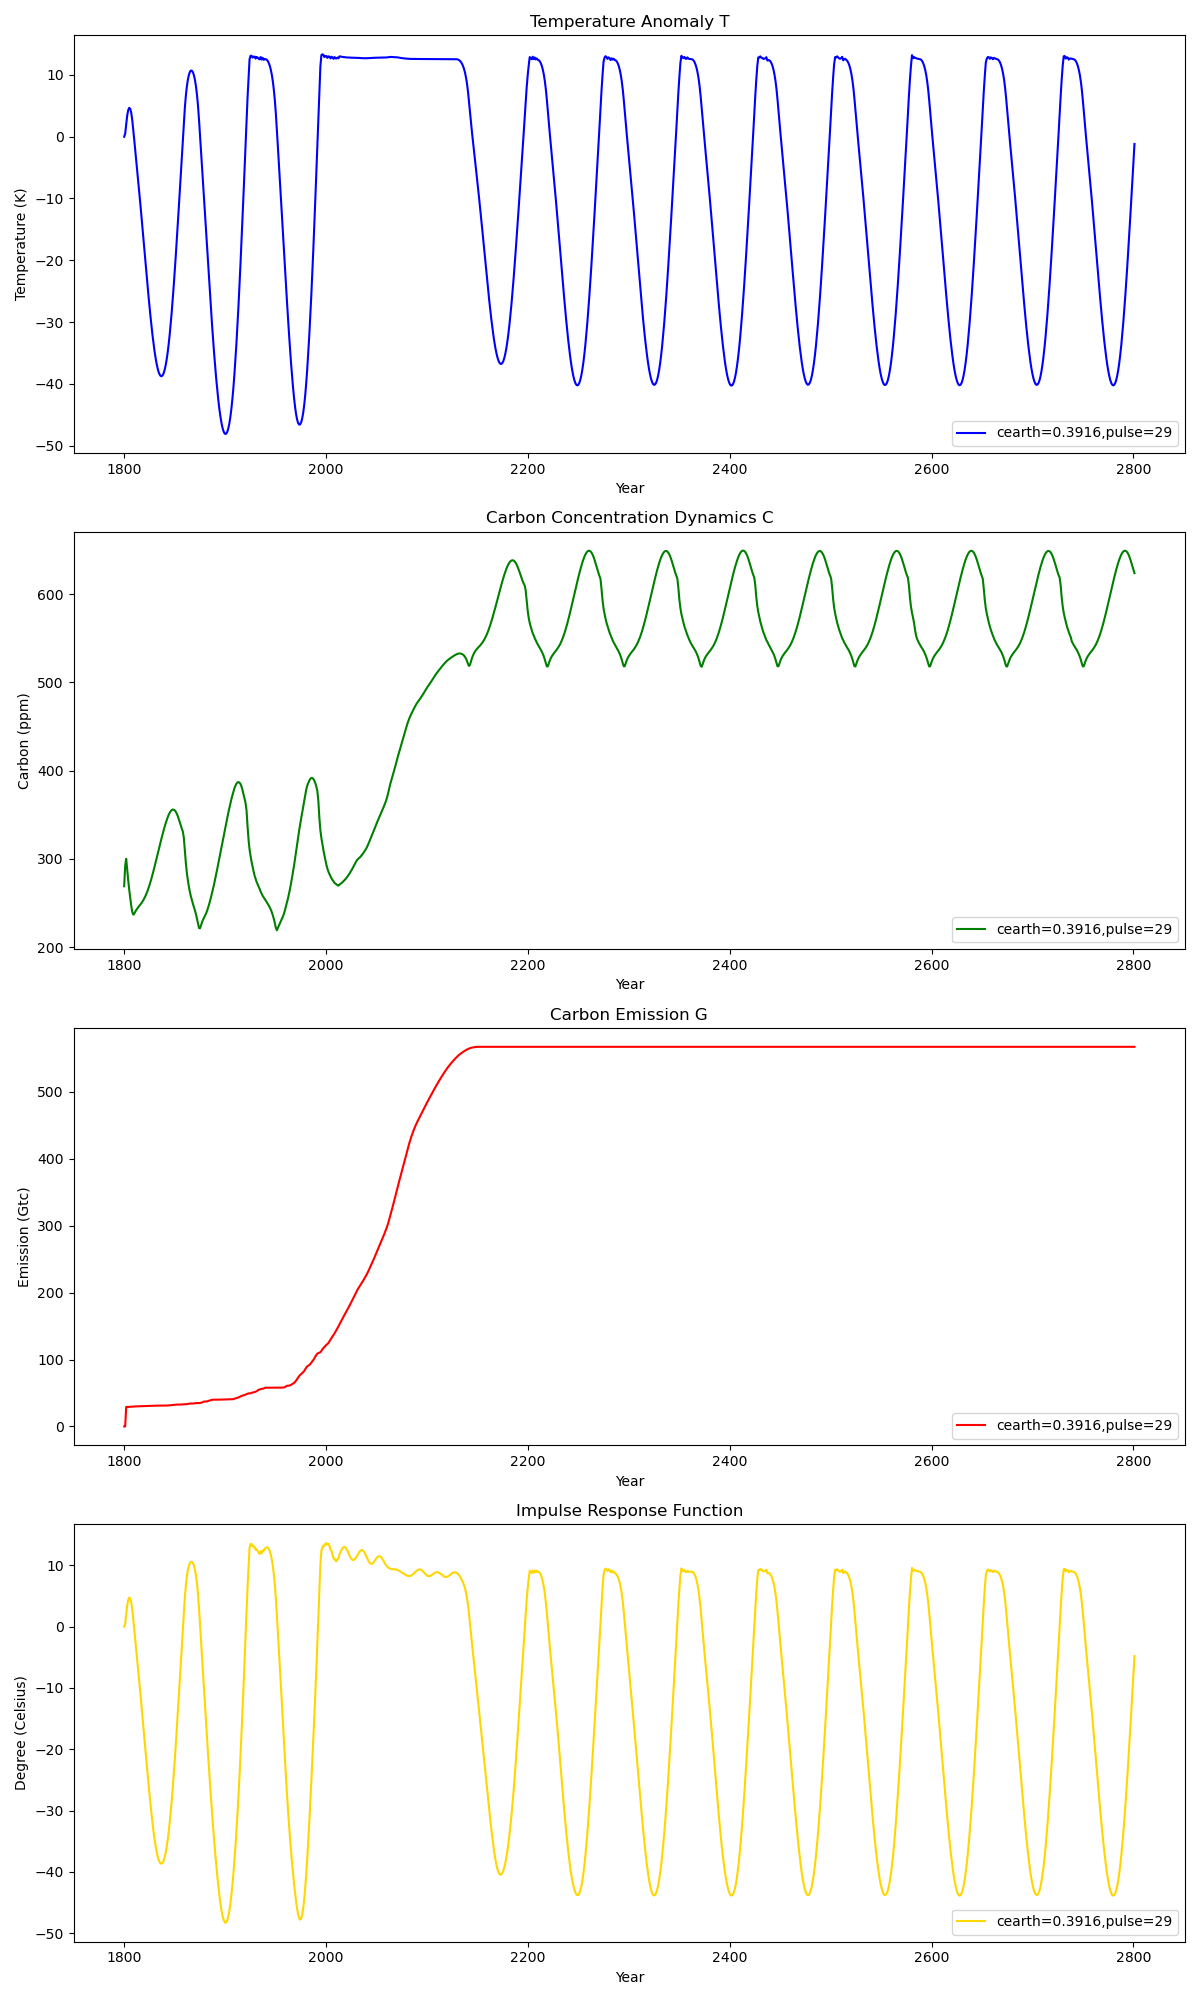 Temperature Anomaly T
Temperature (K)
10
0
−10
−20
−30
−40
−50
cearth=0.3916,pulse=29
1800 2000 2200 2400 2600 2800
Year
Carbon Concentration Dynamics C
Carbon (ppm)
600
500
400
300
200
cearth=0.3916,pulse=29
1800 2000 2200 2400 2600 2800
Year
Carbon Emission G
Emission (Gtc)
500
400
300
200
100
0
cearth=0.3916,pulse=29
1800 2000 2200 2400 2600 2800
Year
Impulse Response Function
Degree (Celsius)
10
0
−10
−20
−30
−40
−50
cearth=0.3916,pulse=29
1800 2000 2200 2400 2600 2800
Year